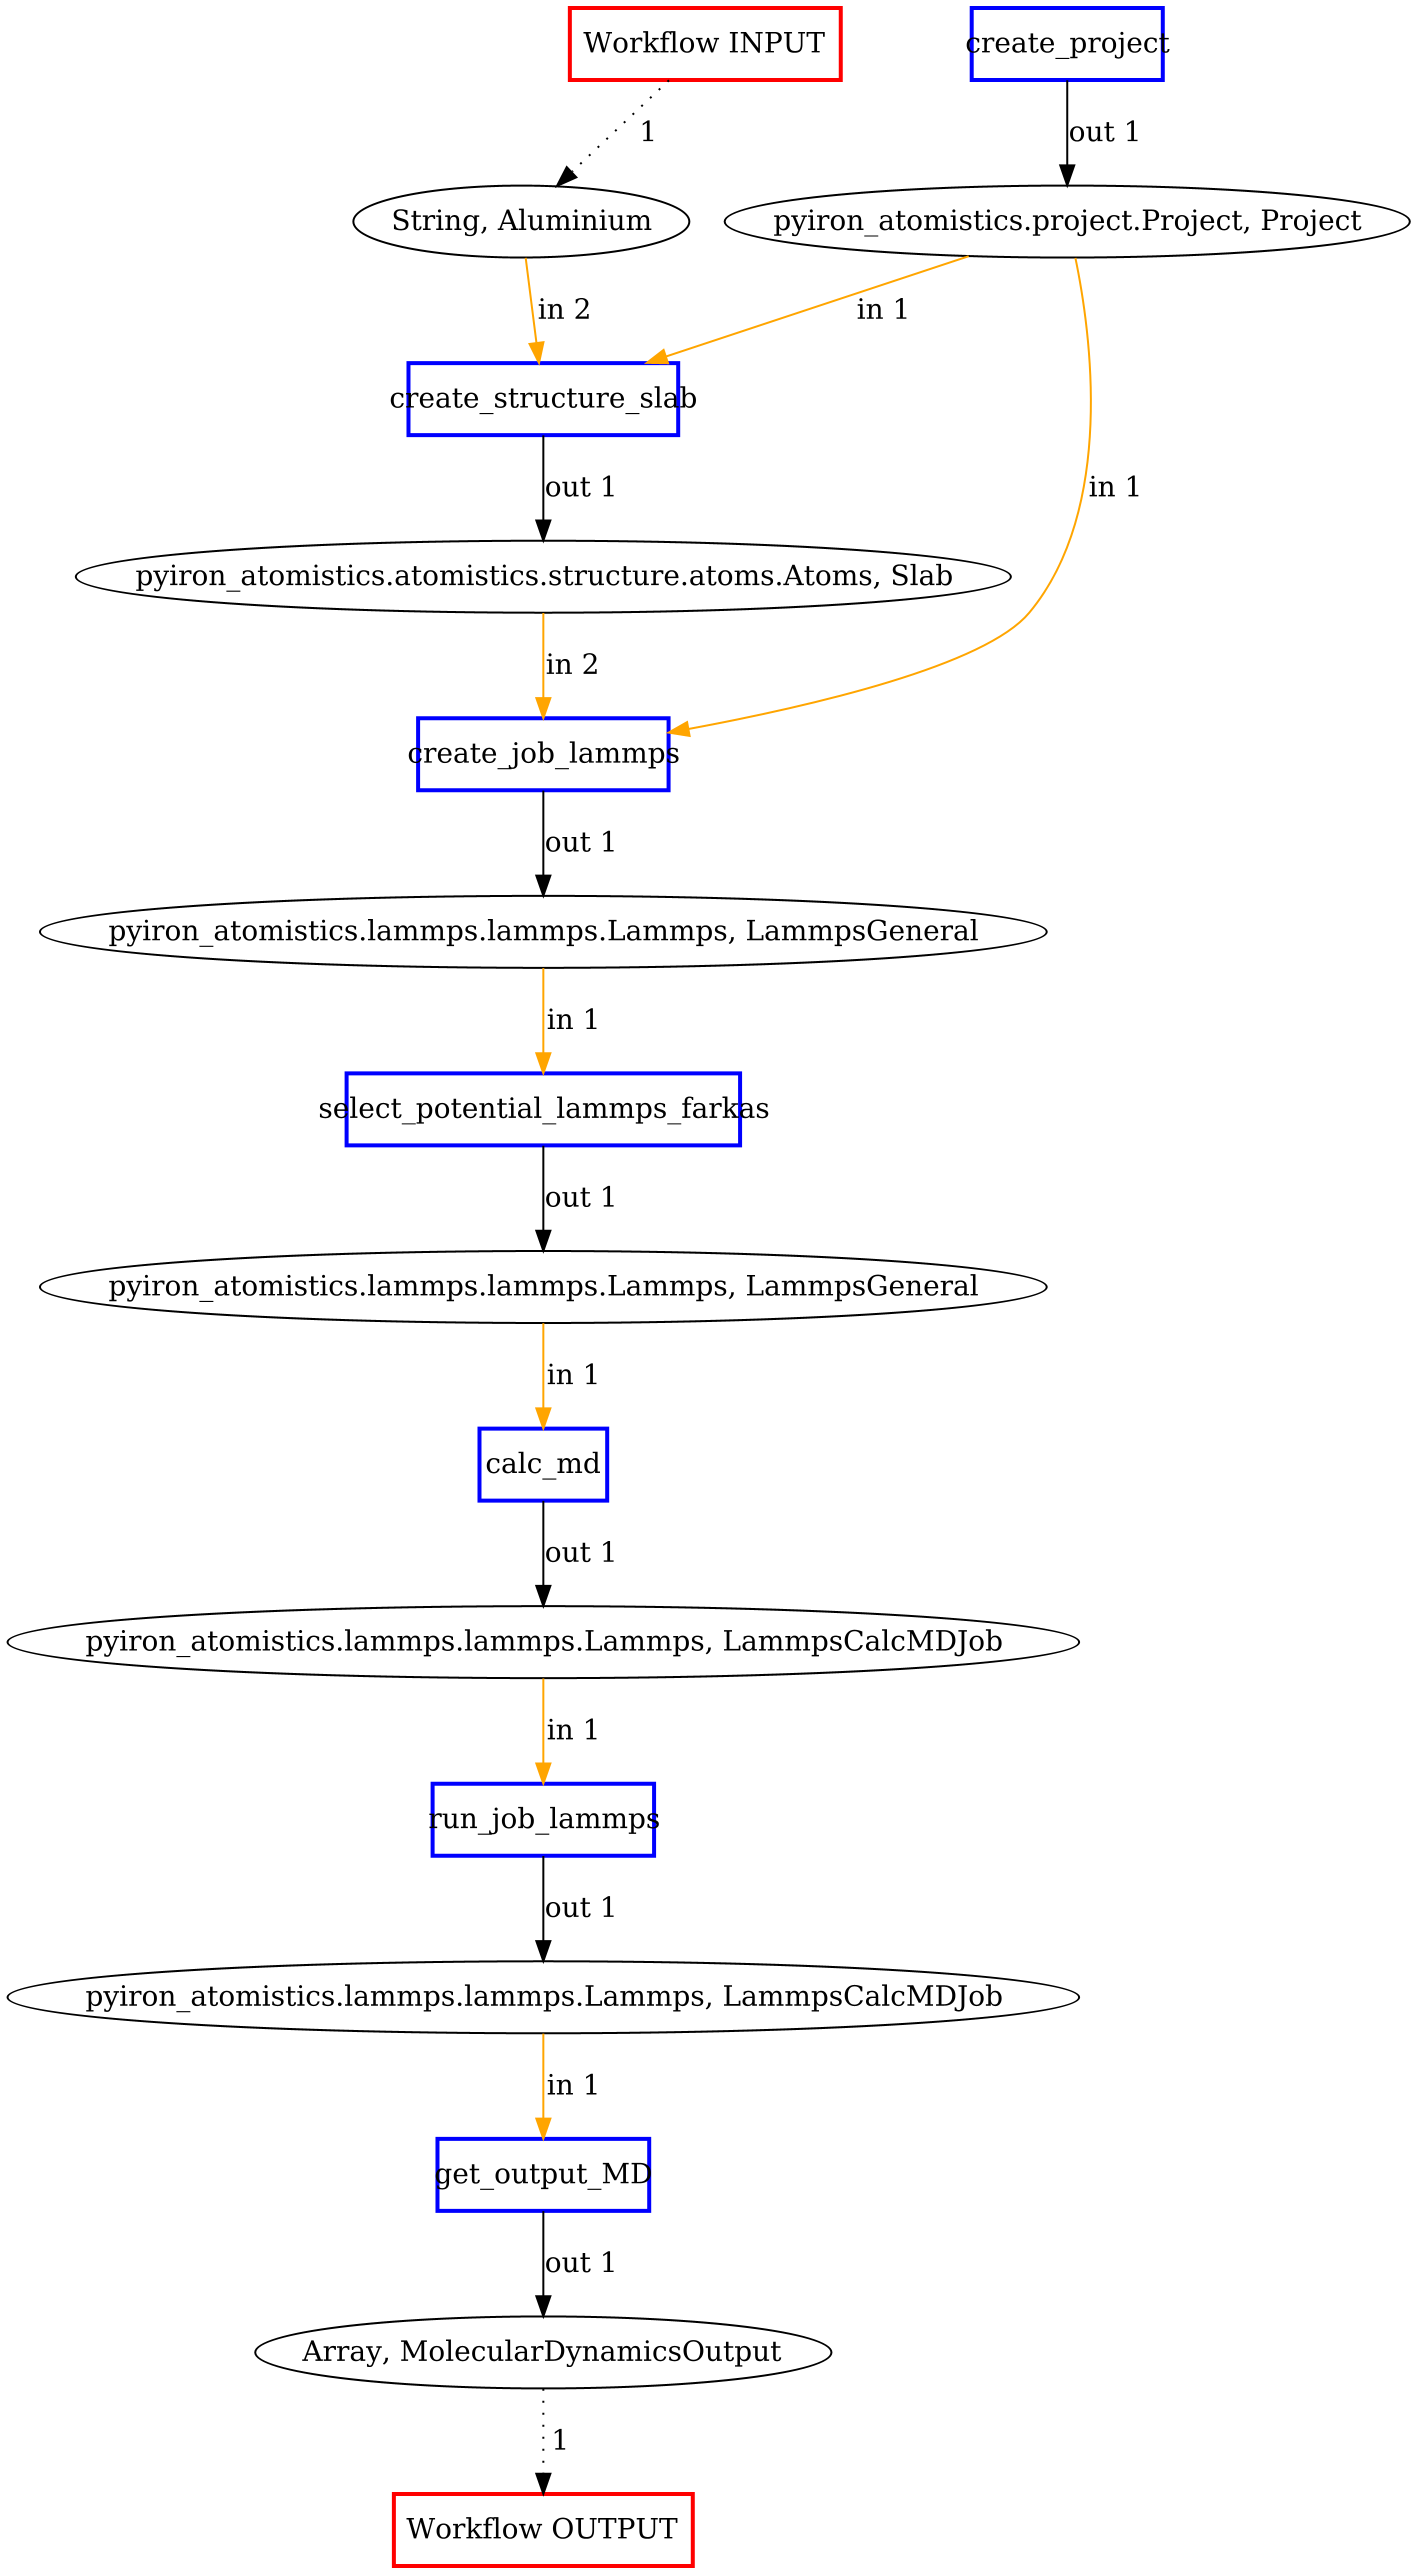 Workflow INPUT
create_project
1
out 1
String, Aluminium
pyiron_atomistics.project.Project, Project
in 2
in 1
create_structure_slab
out 1
in 1
pyiron_atomistics.atomistics.structure.atoms.Atoms, Slab
in 2
create_job_lammps
out 1
pyiron_atomistics.lammps.lammps.Lammps, LammpsGeneral
in 1
select_potential_lammps_farkas
out 1
pyiron_atomistics.lammps.lammps.Lammps, LammpsGeneral
in 1
calc_md
out 1
pyiron_atomistics.lammps.lammps.Lammps, LammpsCalcMDJob
in 1
run_job_lammps
out 1
pyiron_atomistics.lammps.lammps.Lammps, LammpsCalcMDJob
in 1
get_output_MD
out 1
Array, MolecularDynamicsOutput
1
Workflow OUTPUT